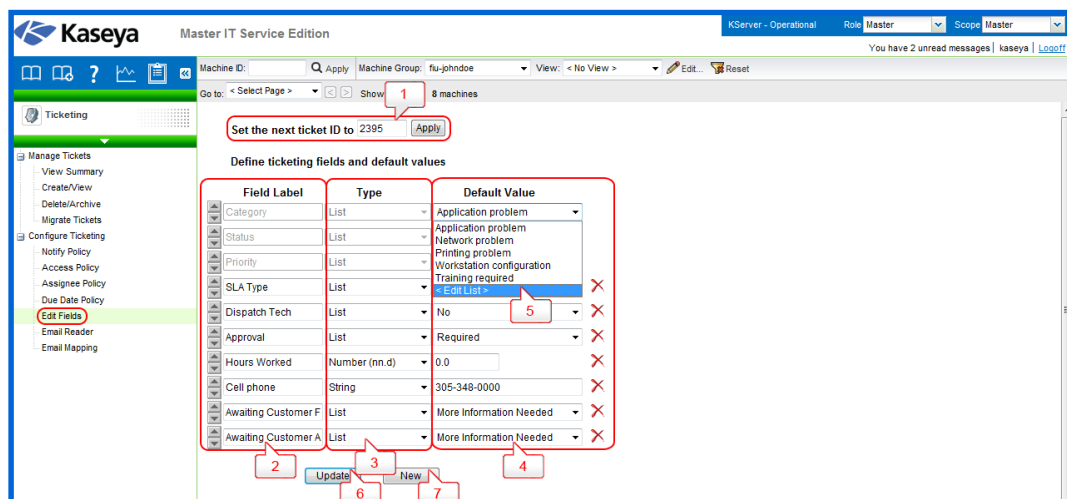 Kaseya
Master IT Service Edition
KServer - Operational Role Master Scope Master
You have 2 unread messages | kaseya | Logoff
Machine ID: Apply Machine Group: fiu-johndoe View: < No View > Edit... Reset
Go to: < Select Page > < > Show 8 machines
1
Ticketing
Set the next ticket ID to 2395 Apply
Manage Tickets
View Summary
Create/View
Delete/Archive
Migrate Tickets
Configure Ticketing
Notify Policy
Access Policy
Assignee Policy
Due Date Policy
Edit Fields
Email Reader
Email Mapping
Define ticketing fields and default values
Field Label Type Default Value
Category List Application problem
Status List
Priority List
Application problem
Network problem
Printing problem
Workstation configuration
Training required
< Edit List >
5
SLA Type List
Dispatch Tech List No
Approval List Required
Hours Worked Number (nn.d) 0.0
Cell phone String 305-348-0000
Awaiting Customer F List More Information Needed
Awaiting Customer A List More Information Needed
2 3 4
Update New
6 7